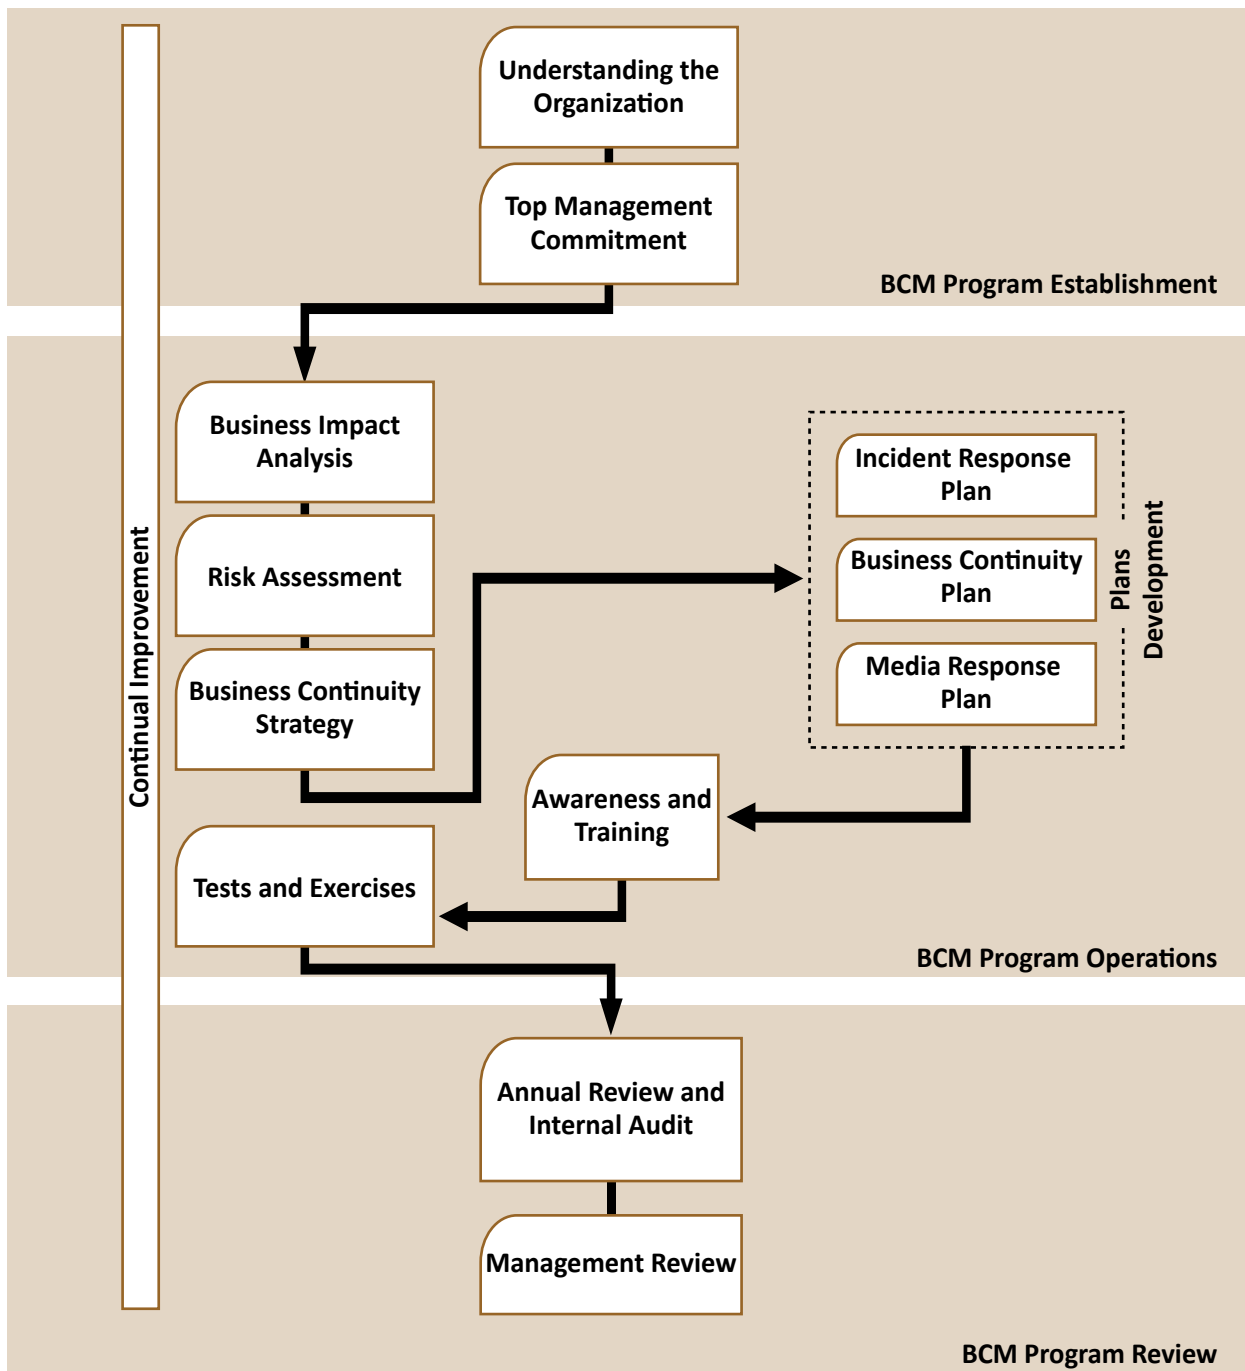 Understanding the
Organization
Top Management
Commitment
BCM Program Establishment
Continual Improvement
Business Impact
Analysis
Risk Assessment
Business Continuity
Strategy
Incident Response
Plan
Business Continuity
Plan
Media Response
Plan
Plans
Development
Awareness and
Training
Tests and Exercises
BCM Program Operations
Annual Review and
Internal Audit
Management Review
BCM Program Review